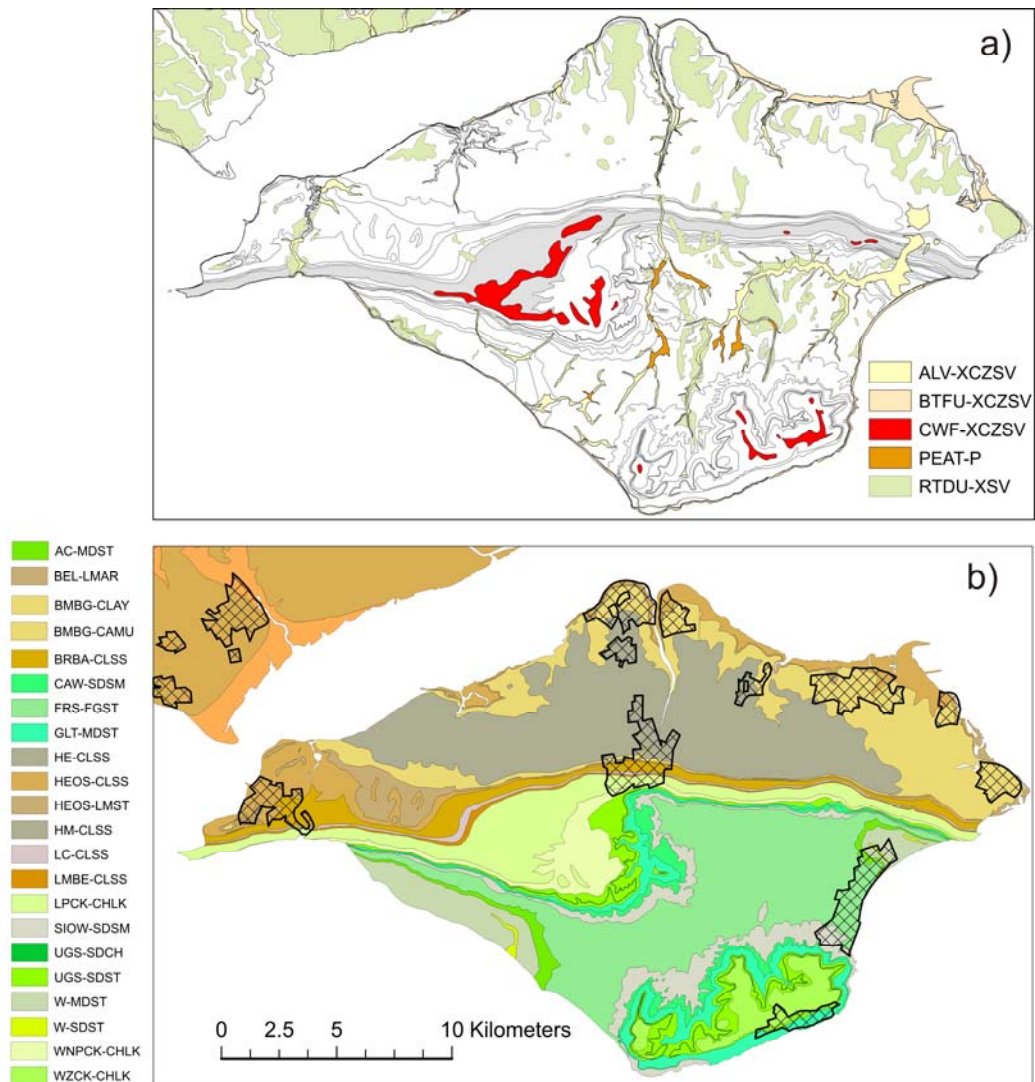 a)
ALV-XCZSV
BTFU-XCZSV
CWF-XCZSV
PEAT-P
RTDU-XSV
b)
AC-MDST
BEL-LMAR
BMBG-CLAY
BMBG-CAMU
BRBA-CLSS
CAW-SDSM
FRS-FGST
GLT-MDST
HE-CLSS
HEOS-CLSS
HEOS-LMST
HM-CLSS
LC-CLSS
LMBE-CLSS
LPCK-CHLK
SIOW-SDSM
UGS-SDCH
UGS-SDST
W-MDST
W-SDST
WNPCK-CHLK
WZCK-CHLK
0 2.5 5 10 Kilometers